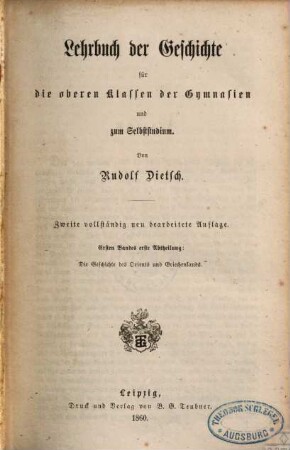 Lehrbuch der Geschichte
für
die oberen Klassen der Gymnasien
und
zum Selbststudium.
Von
Rudolf Dietsch.
Zweite vollständig neu bearbeitete Auflage.
Ersten Bandes erste Abtheilung:
Die Geschichte des Orients und Griechenlands.
Leipzig,
Druck und Verlag von B. G. Teubner.
1860.
THEODOR SCHLEGEL
AUGSBURG